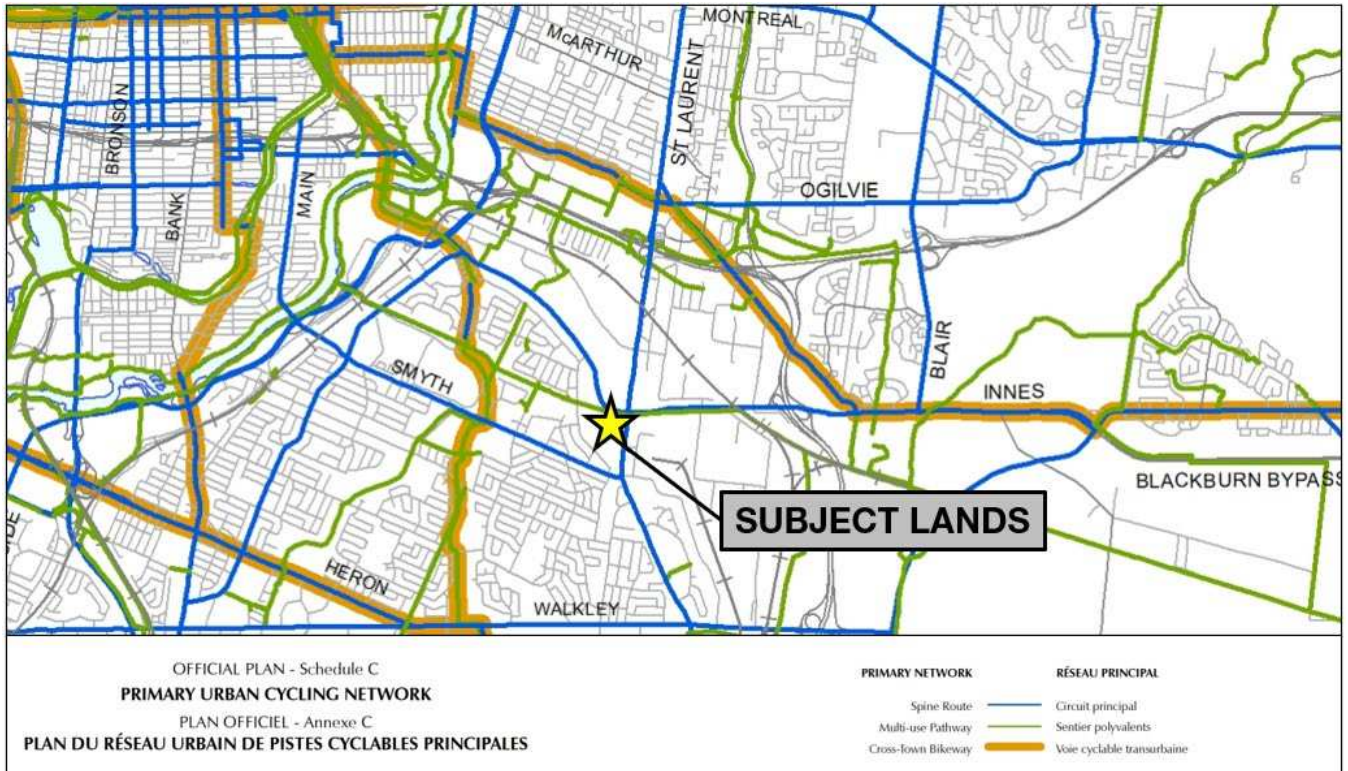 MONTREAL
McARTHUR
ST LAURENT
BRONSON
OGILVIE
BANK
MAIN
BLAIR
SMYTH
INNES
BLACKBURN BYPASS
SUBJECT LANDS
HERON
WALKLEY
OFFICIAL PLAN - Schedule C
PRIMARY URBAN CYCLING NETWORK
PLAN OFFICIEL - Annexe C
PLAN DU RÉSEAU URBAIN DE PISTES CYCLABLES PRINCIPALES
PRIMARY NETWORK RÉSEAU PRINCIPAL
Spine Route Circuit principal
Multi-use Pathway Sentier polyvalents
Cross-Town Bikeway Voie cyclable transurbaine